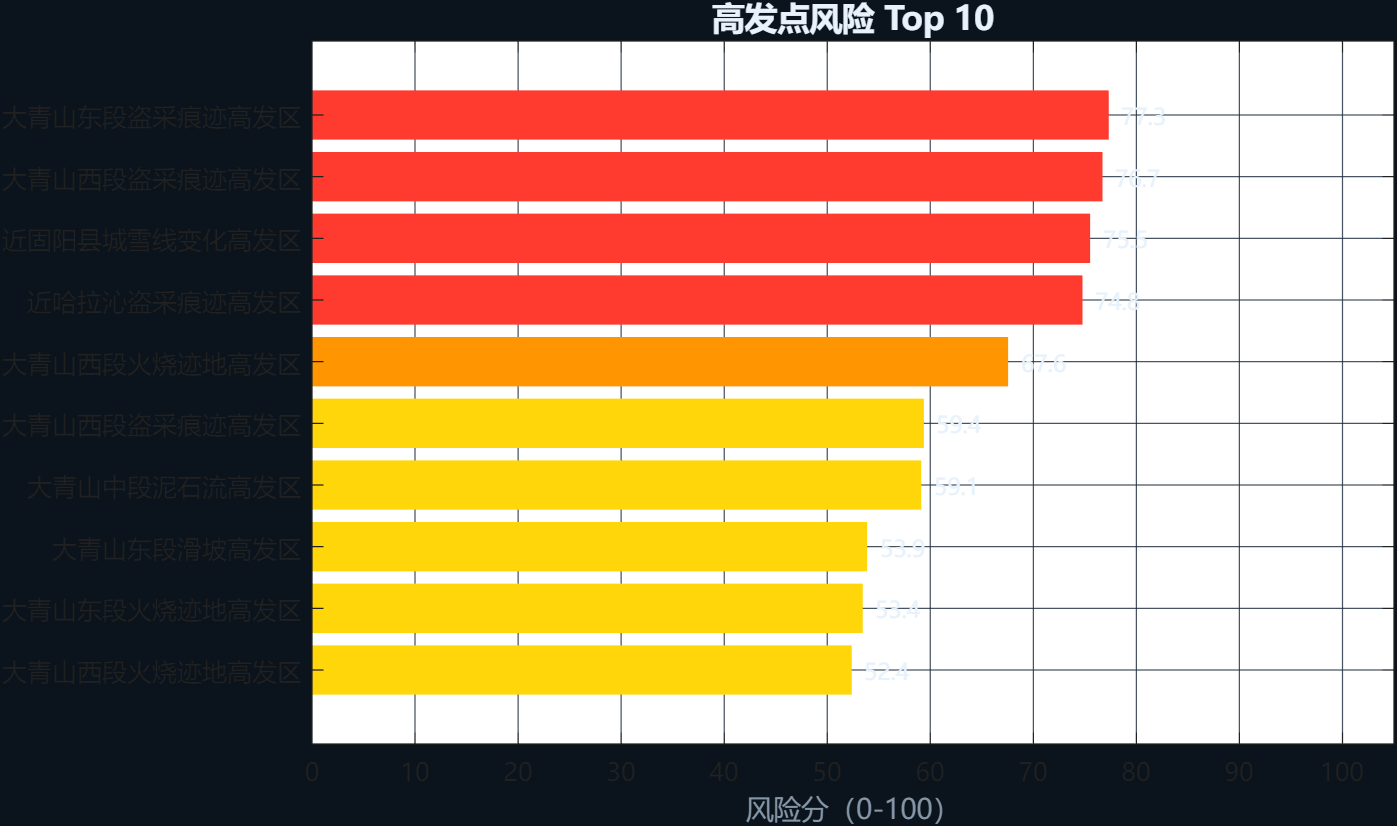 高发点风险 Top 10
大青山东段盗采痕迹高发区 77.3
大青山西段盗采痕迹高发区 76.7
近固阳县城雪线变化高发区 75.5
近哈拉沁盗采痕迹高发区 74.8
大青山西段火烧迹地高发区 67.6
大青山西段盗采痕迹高发区 59.4
大青山中段泥石流高发区 59.1
大青山东段滑坡高发区 53.9
大青山东段火烧迹地高发区 53.4
大青山西段火烧迹地高发区 52.4
0 10 20 30 40 50 60 70 80 90 100
风险分（0-100）